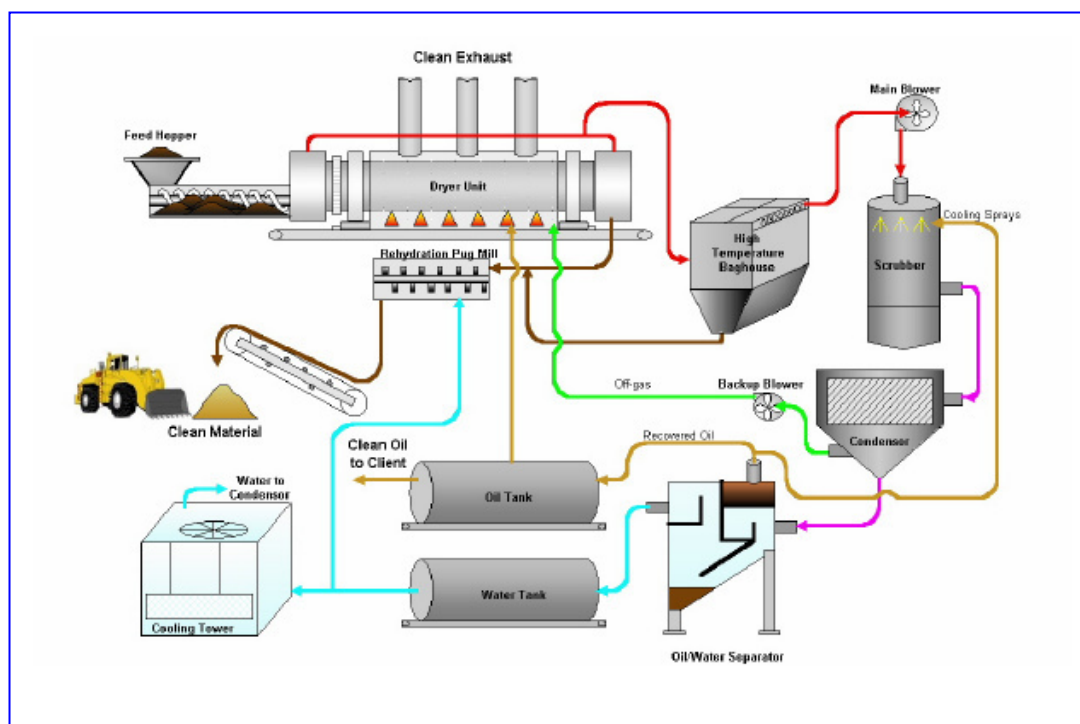 Clean Exhaust
Main Blower
Feed Hopper
Dryer Unit
Cooling Sprays
High
Temperature
Baghouse
Scrubber
Rehydration Pug Mill
Off-gas
Backup Blower
Clean Material
Condenser
Recovered Oil
Clean Oil
to Client
Water to
Condensor
Oil Tank
Water Tank
Cooling Tower
Oil/Water Separator